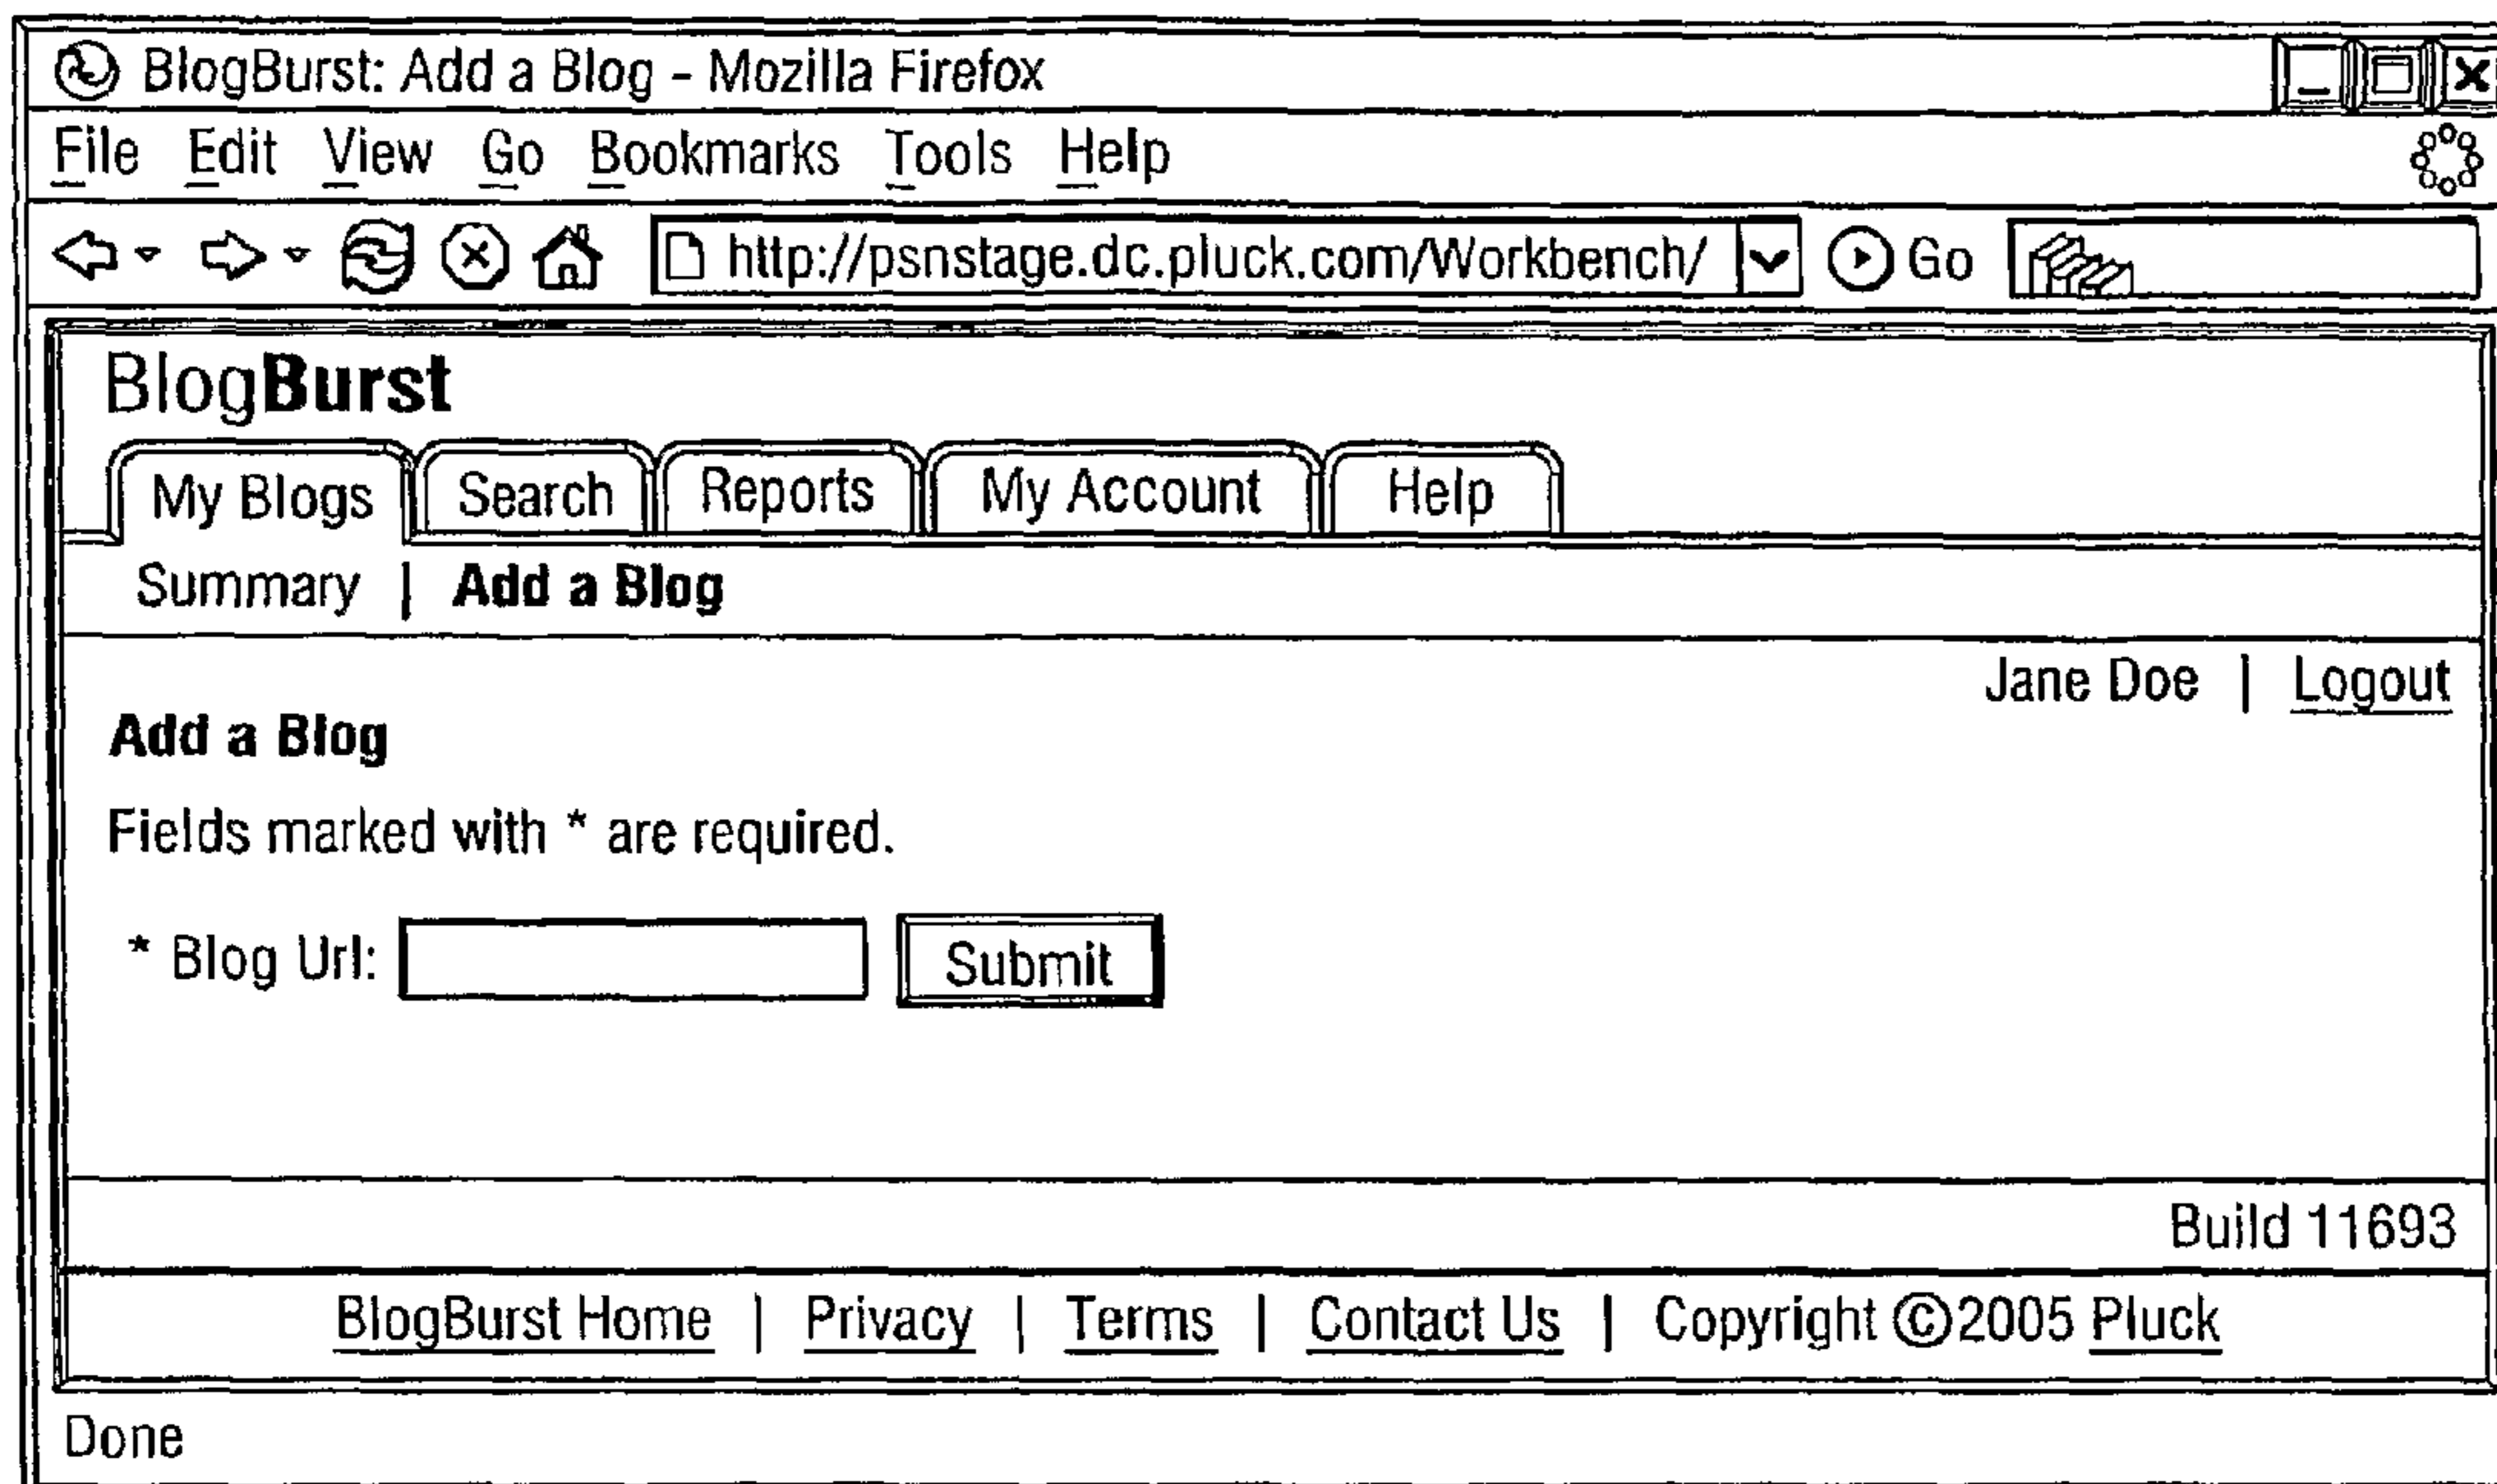 BlogBurst: Add a Blog - Mozilla Firefox
File Edit View Go Bookmarks Tools Help
http://psnstage.dc.pluck.com/Workbench/ Go
BlogBurst
My Blogs Search Reports My Account Help
Summary | Add a Blog
Jane Doe | Logout
Add a Blog
Fields marked with * are required.
* Blog Url: Submit
Build 11693
BlogBurst Home | Privacy | Terms | Contact Us | Copyright ©2005 Pluck
Done